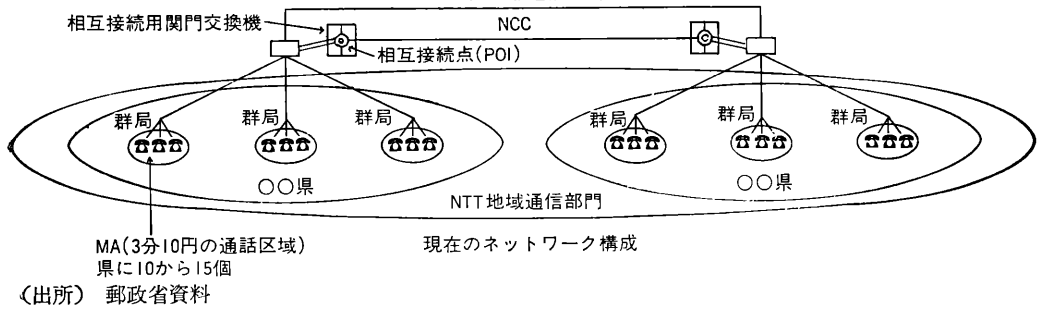 相互接続用関門交換機
NCC
相互接続点(POI)
群局 群局 群局 群局 群局 群局
○○県 ○○県
NTT地域通信部門
MA(3分10円の通話区域)
県に10から15個
現在のネットワーク構成
(出所) 郵政省資料